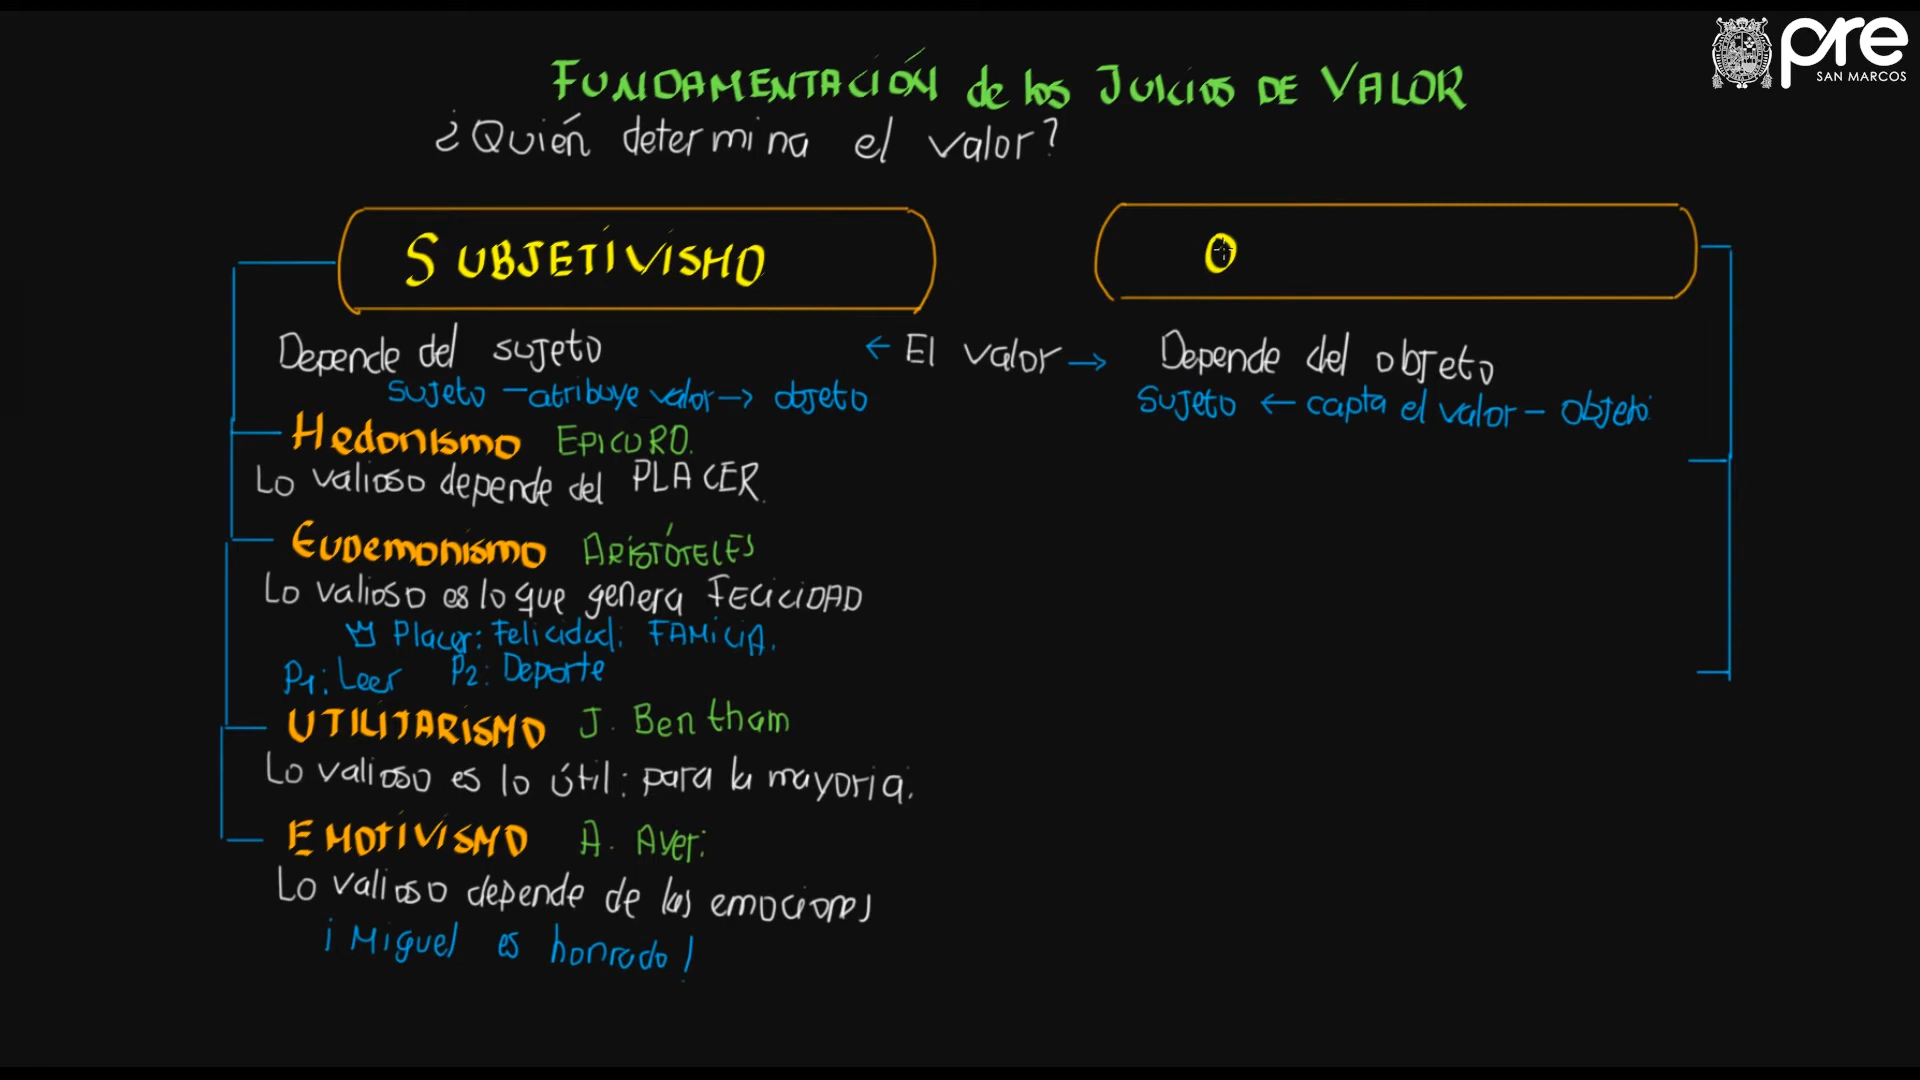 pre
SAN MARCOS
FUNDAMENTACIÓN de los JUICIOS DE VALOR
¿Quién determina el valor?
SUBJETIVISMO
O
Depende del sujeto ← El valor → Depende del objeto
Sujeto — atribuye valor → objeto
Sujeto ← capta el valor — objeto
Hedonismo EPICURO.
Lo valioso depende del PLACER.
Eudemonismo ARISTÓTELES
Lo valioso es lo que genera FELICIDAD
Placer: Felicidad: FAMILIA.
P1: Leer P2: Deporte
UTILITARISMO J. Bentham
Lo valioso es lo útil: para la mayoria.
EMOTIVISMO A. Ayer:
Lo valioso depende de las emociones
¡Miguel es honrado!